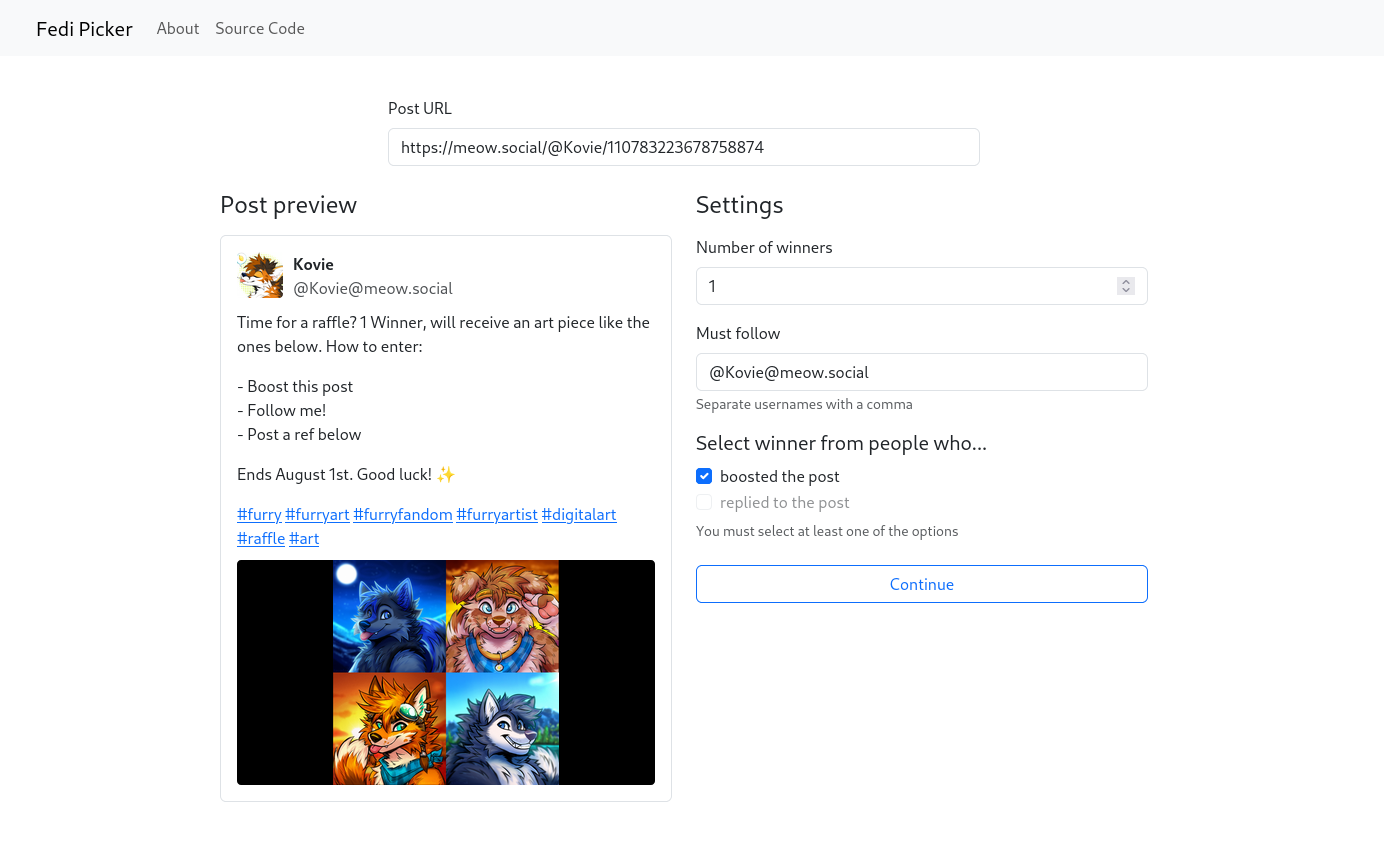 Fedi Picker About Source Code
Post URL
https://meow.social/@Kovie/110783223678758874
Post preview
Kovie
@Kovie@meow.social
Time for a raffle? 1 Winner, will receive an art piece like the
ones below. How to enter:
- Boost this post
- Follow me!
- Post a ref below
Ends August 1st. Good luck! ✨
#furry #furryart #furryfandom #furryartist #digitalart
#raffle #art
Settings
Number of winners
1
Must follow
@Kovie@meow.social
Separate usernames with a comma
Select winner from people who...
boosted the post
replied to the post
You must select at least one of the options
Continue